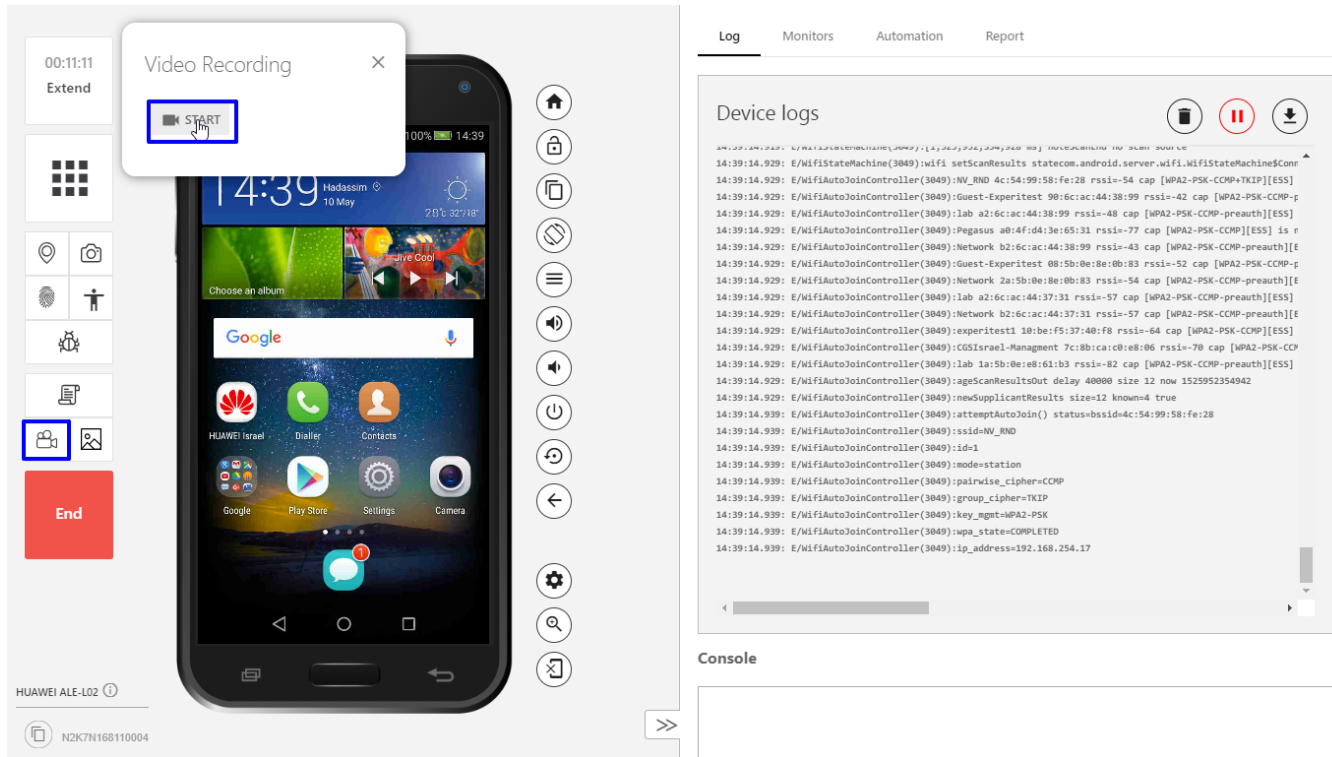 00:11:11
Extend
Video Recording
START
100% 14:39
14:39
Hadassim
10 May
28°c 32°/18°
Choose an album
Jive Cool
Google
HUAWEI Israel
Dialler
Contacts
Google
Play Store
Settings
Camera
1
End
HUAWEI ALE-L02
N2K7N168110004
Log
Monitors
Automation
Report
Device logs
14:39:14.919: E/WifiStateMachine(3049):[1,525,952,354,928 ms] noteScanEnd no scan source
14:39:14.929: E/WifiStateMachine(3049):wifi setScanResults statecom.android.server.wifi.WifiStateMachine$Conn
14:39:14.929: E/WifiAutoJoinController(3049):NV_RND 4c:54:99:58:fe:28 rssi=-54 cap [WPA2-PSK-CCMP+TKIP][ESS]
14:39:14.929: E/WifiAutoJoinController(3049):Guest-Experitest 90:6c:ac:44:38:99 rssi=-42 cap [WPA2-PSK-CCMP-p
14:39:14.929: E/WifiAutoJoinController(3049):lab a2:6c:ac:44:38:99 rssi=-48 cap [WPA2-PSK-CCMP-preauth][ESS]
14:39:14.929: E/WifiAutoJoinController(3049):Pegasus a0:4f:d4:3e:65:31 rssi=-77 cap [WPA2-PSK-CCMP][ESS] is n
14:39:14.929: E/WifiAutoJoinController(3049):Network b2:6c:ac:44:38:99 rssi=-43 cap [WPA2-PSK-CCMP-preauth][E
14:39:14.929: E/WifiAutoJoinController(3049):Guest-Experitest 08:5b:0e:8e:0b:83 rssi=-52 cap [WPA2-PSK-CCMP-p
14:39:14.929: E/WifiAutoJoinController(3049):Network 2a:5b:0e:8e:0b:83 rssi=-54 cap [WPA2-PSK-CCMP-preauth][E
14:39:14.929: E/WifiAutoJoinController(3049):lab a2:6c:ac:44:37:31 rssi=-57 cap [WPA2-PSK-CCMP-preauth][ESS]
14:39:14.929: E/WifiAutoJoinController(3049):Network b2:6c:ac:44:37:31 rssi=-57 cap [WPA2-PSK-CCMP-preauth][E
14:39:14.929: E/WifiAutoJoinController(3049):experitest1 10:be:f5:37:40:f8 rssi=-64 cap [WPA2-PSK-CCMP][ESS]
14:39:14.929: E/WifiAutoJoinController(3049):CGSIsrael-Managment 7c:8b:ca:c0:e8:06 rssi=-70 cap [WPA2-PSK-CCM
14:39:14.929: E/WifiAutoJoinController(3049):lab 1a:5b:0e:e8:61:b3 rssi=-82 cap [WPA2-PSK-CCMP-preauth][ESS]
14:39:14.929: E/WifiAutoJoinController(3049):ageScanResultsOut delay 40000 size 12 now 1525952354942
14:39:14.929: E/WifiAutoJoinController(3049):newSupplicantResults size=12 known=4 true
14:39:14.939: E/WifiAutoJoinController(3049):attemptAutoJoin() status=bssid=4c:54:99:58:fe:28
14:39:14.939: E/WifiAutoJoinController(3049):ssid=NV_RND
14:39:14.939: E/WifiAutoJoinController(3049):id=1
14:39:14.939: E/WifiAutoJoinController(3049):mode=station
14:39:14.939: E/WifiAutoJoinController(3049):pairwise_cipher=CCMP
14:39:14.939: E/WifiAutoJoinController(3049):group_cipher=TKIP
14:39:14.939: E/WifiAutoJoinController(3049):key_mgmt=WPA2-PSK
14:39:14.939: E/WifiAutoJoinController(3049):wpa_state=COMPLETED
14:39:14.939: E/WifiAutoJoinController(3049):ip_address=192.168.254.17
Console